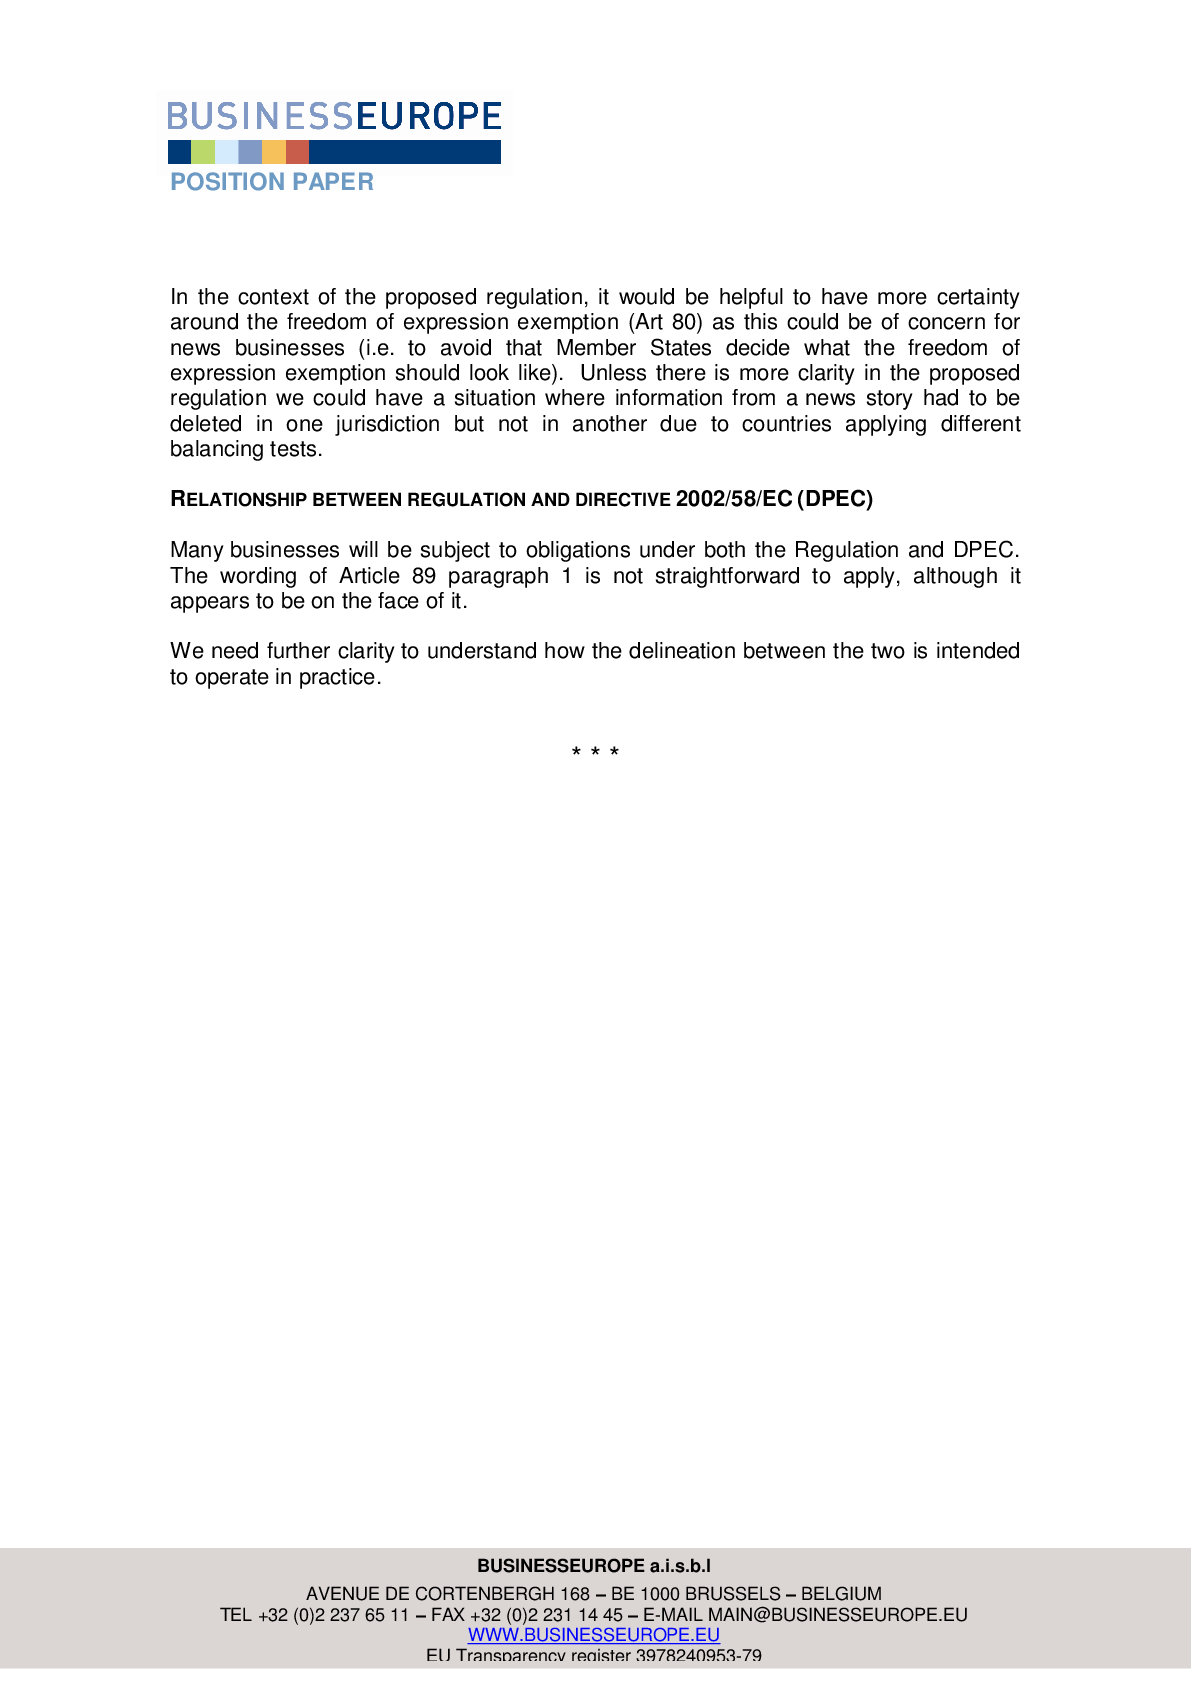 BUSINESSEUROPE
POSITION PAPER
In the context of the proposed regulation, it would be helpful to have more certainty
around the freedom of expression exemption (Art 80) as this could be of concern for
news businesses (i.e. to avoid that Member States decide what the freedom of
expression exemption should look like). Unless there is more clarity in the proposed
regulation we could have a situation where information from a news story had to be
deleted in one jurisdiction but not in another due to countries applying different
balancing tests.
RELATIONSHIP BETWEEN REGULATION AND DIRECTIVE 2002/58/EC (DPEC)
Many businesses will be subject to obligations under both the Regulation and DPEC.
The wording of Article 89 paragraph 1 is not straightforward to apply, although it
appears to be on the face of it.
We need further clarity to understand how the delineation between the two is intended
to operate in practice.
* * *
BUSINESSEUROPE a.i.s.b.l
AVENUE DE CORTENBERGH 168 – BE 1000 BRUSSELS – BELGIUM
TEL +32 (0)2 237 65 11 – FAX +32 (0)2 231 14 45 – E-MAIL MAIN@BUSINESSEUROPE.EU
WWW.BUSINESSEUROPE.EU
EU Transparency register 3978240953-79